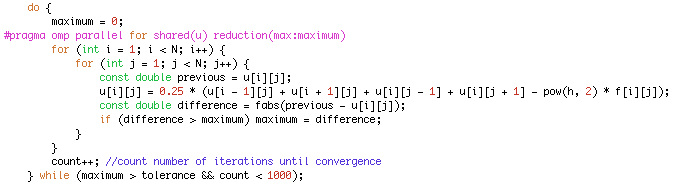 do {
maximum = 0;
#pragma omp parallel for shared(u) reduction(max:maximum)
for (int i = 1; i < N; i++) {
for (int j = 1; j < N; j++) {
const double previous = u[i][j];
u[i][j] = 0.25 * (u[i - 1][j] + u[i + 1][j] + u[i][j - 1] + u[i][j + 1] - pow(h, 2) * f[i][j]);
const double difference = fabs(previous - u[i][j]);
if (difference > maximum) maximum = difference;
}
}
count++; //count number of iterations until convergence
} while (maximum > tolerance && count < 1000);